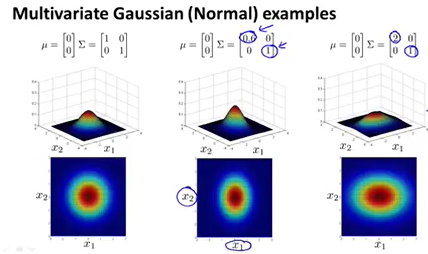 Multivariate Gaussian (Normal) examples
μ = [0 0] Σ = [1 0 0 1] μ = [0 0] Σ = [0.6 0 0 1] μ = [0 0] Σ = [2 0 0 1]
x₂ x₁ x₂ x₁ x₂ x₁
x₂ x₂ x₂
x₁ x₁ x₁